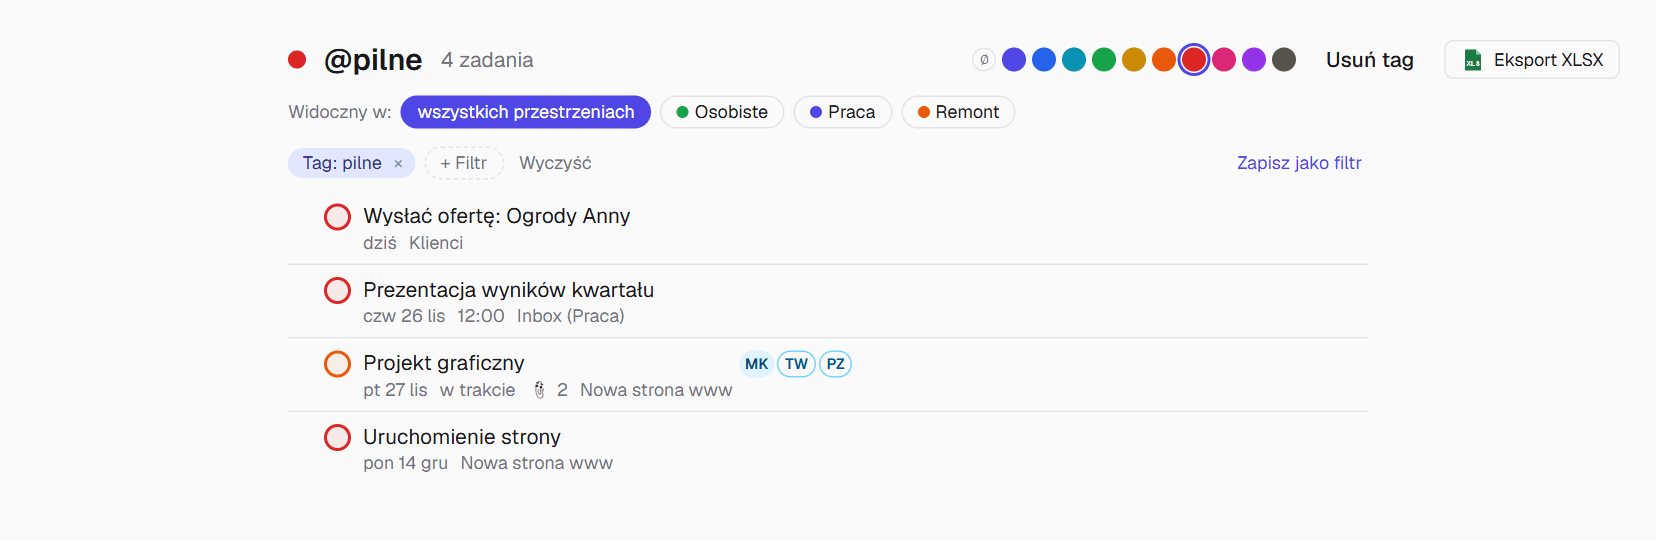 @pilne 4 zadania Ø Usuń tag XLS Eksport XLSX
Widoczny w: wszystkich przestrzeniach Osobiste Praca Remont
Tag: pilne × + Filtr Wyczyść Zapisz jako filtr
Wysłać ofertę: Ogrody Anny
dziś Klienci
Prezentacja wyników kwartału
czw 26 lis 12:00 Inbox (Praca)
Projekt graficzny MK TW PZ
pt 27 lis w trakcie 2 Nowa strona www
Uruchomienie strony
pon 14 gru Nowa strona www